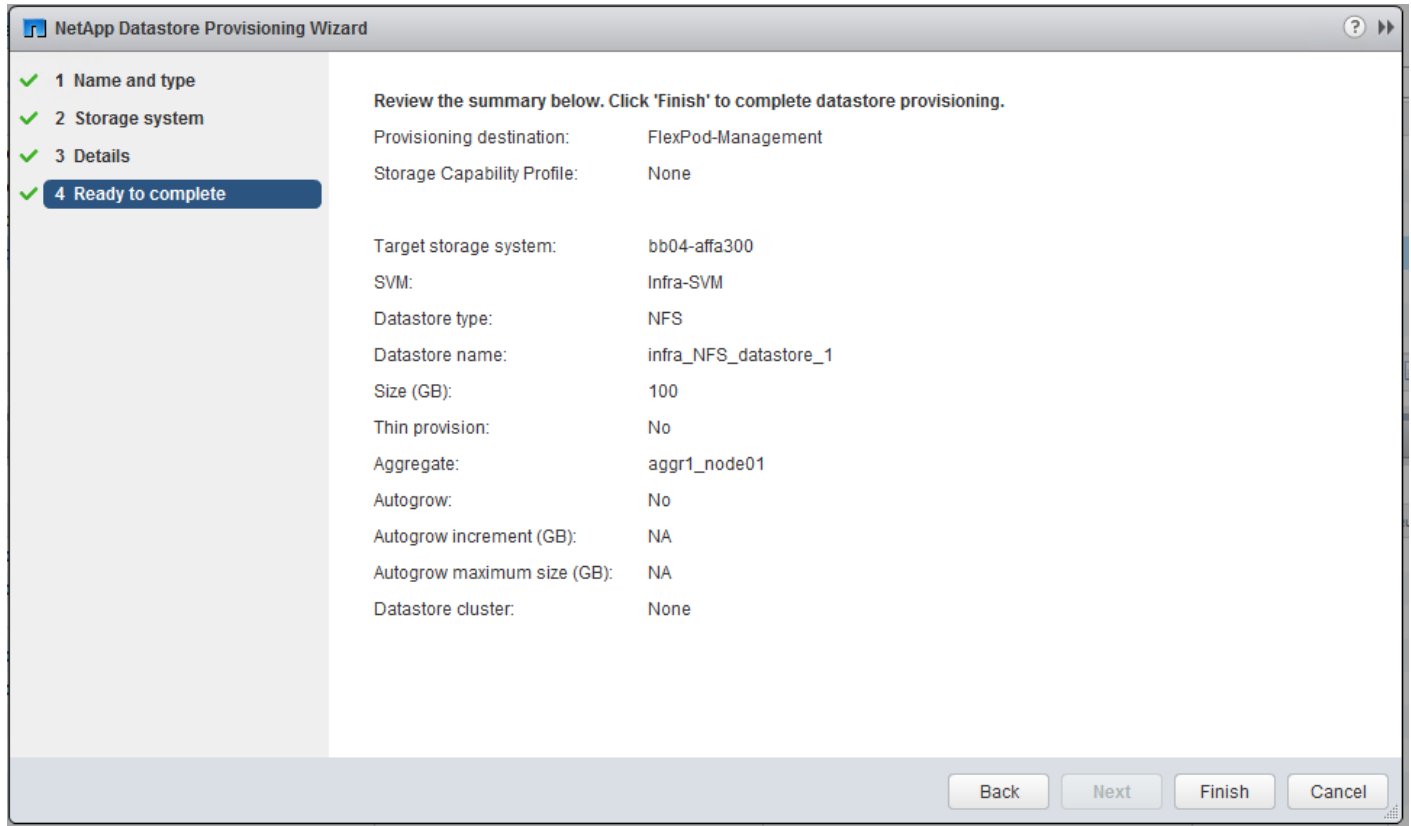 NetApp Datastore Provisioning Wizard
?
1 Name and type
2 Storage system
3 Details
4 Ready to complete
Review the summary below. Click 'Finish' to complete datastore provisioning.
Provisioning destination: FlexPod-Management
Storage Capability Profile: None
Target storage system: bb04-affa300
SVM: Infra-SVM
Datastore type: NFS
Datastore name: infra_NFS_datastore_1
Size (GB): 100
Thin provision: No
Aggregate: aggr1_node01
Autogrow: No
Autogrow increment (GB): NA
Autogrow maximum size (GB): NA
Datastore cluster: None
Back Next Finish Cancel